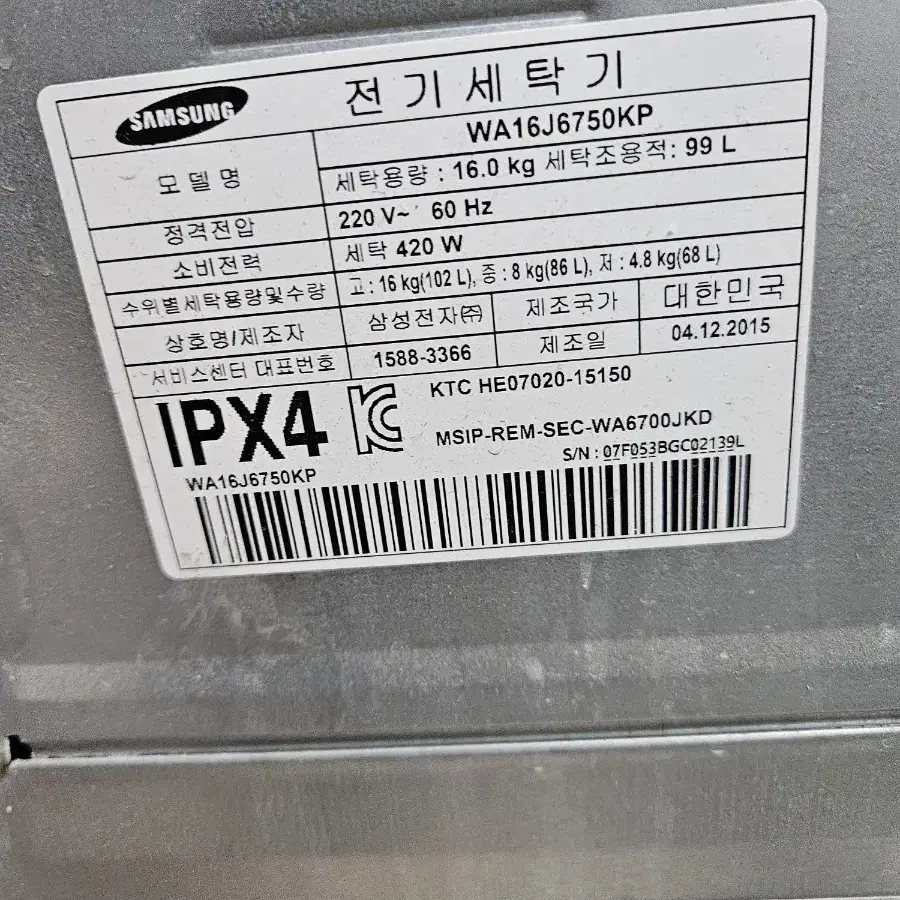 SAMSUNG 전기세탁기
모델명 WA16J6750KP
세탁용량 : 16.0 kg 세탁조용적: 99 L
정격전압 220 V~ 60 Hz
소비전력 세탁 420 W
수위별세탁용량및수량 고 : 16 kg(102 L), 중 : 8 kg(86 L), 저 : 4.8 kg(68 L)
상호명/제조자 삼성전자㈜ 제조국가 대한민국
서비스센터 대표번호 1588-3366 제조일 04.12.2015
IPX4 KC KTC HE07020-15150
MSIP-REM-SEC-WA6700JKD
S/N : 07F053BGC02139L
WA16J6750KP